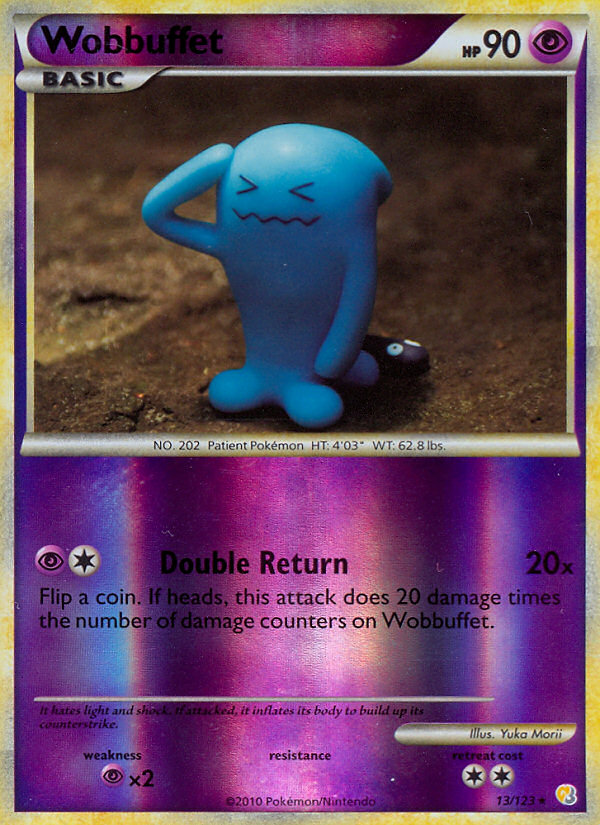 Wobbuffet HP 90
BASIC
NO. 202 Patient Pokémon HT: 4'03" WT: 62.8 lbs.
Double Return 20x
Flip a coin. If heads, this attack does 20 damage times
the number of damage counters on Wobbuffet.
It hates light and shock. If attacked, it inflates its body to build up its
counterstrike.
Illus. Yuka Morii
weakness resistance retreat cost
×2
©2010 Pokémon/Nintendo 13/123 ★